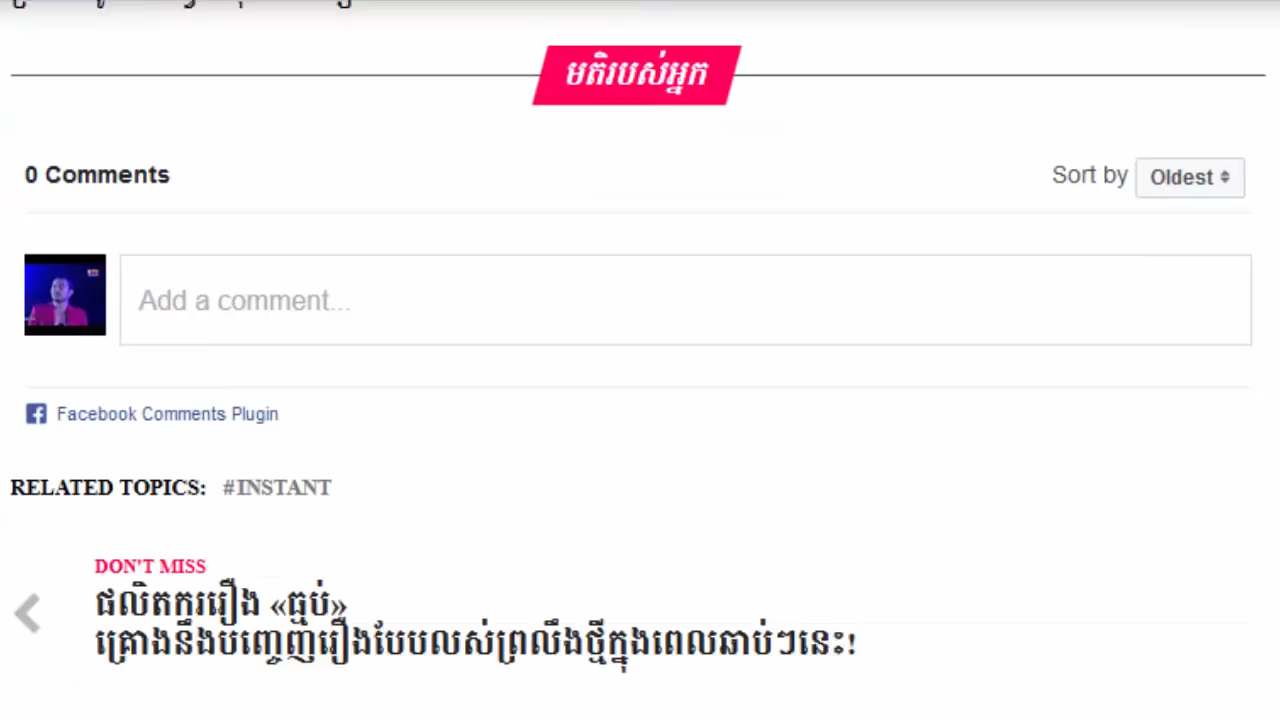 មតិរបស់អ្នក
0 Comments
Sort by Oldest
Add a comment...
Facebook Comments Plugin
RELATED TOPICS: #INSTANT
DON'T MISS
ផលិតកររឿង «ធ្មប់»
គ្រោងនឹងបញ្ចេញរឿងបែបលស់ព្រលឹងថ្មីក្នុងពេលឆាប់ៗនេះ!